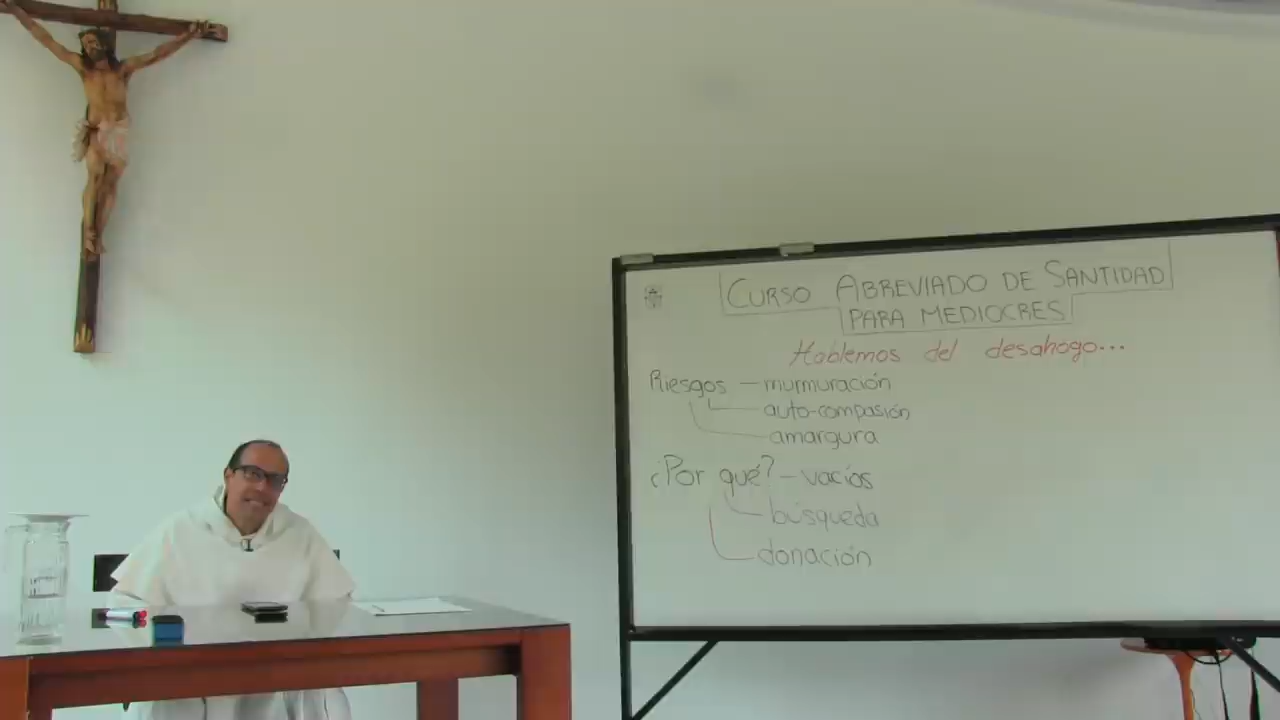 CURSO ABREVIADO DE SANTIDAD
PARA MEDIOCRES
Hablemos del desahogo...
Riesgos - murmuración
auto-compasión
amargura
¿Por qué? - vacíos
búsqueda
donación